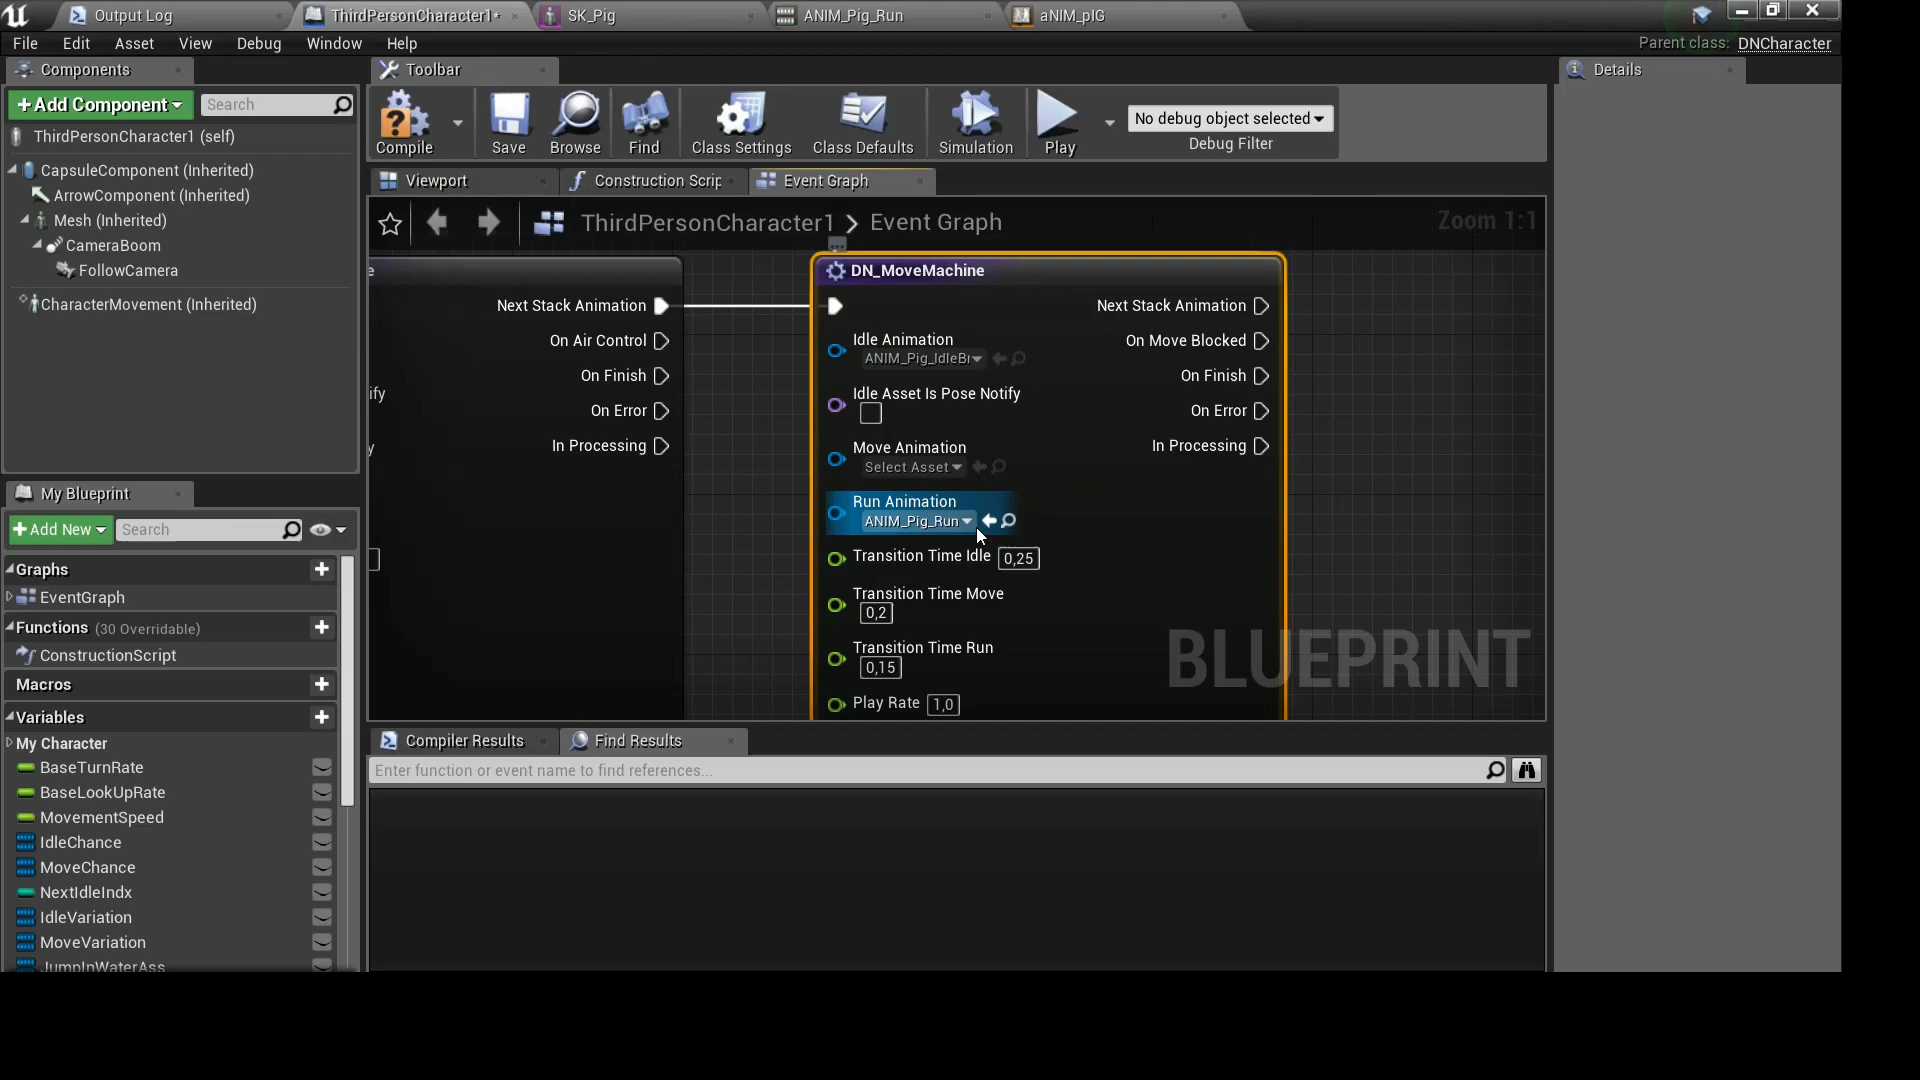 Output Log
ThirdPersonCharacter1*
SK_Pig
ANIM_Pig_Run
aNIM_pIG
File
Edit
Asset
View
Debug
Window
Help
Parent class: DNCharacter
Components
Toolbar
Details
+Add Component
Search
ThirdPersonCharacter1 (self)
CapsuleComponent (Inherited)
ArrowComponent (Inherited)
Mesh (Inherited)
CameraBoom
FollowCamera
CharacterMovement (Inherited)
Compile
Save
Browse
Find
Class Settings
Class Defaults
Simulation
Play
No debug object selected
Debug Filter
Viewport
Construction Scrip
Event Graph
ThirdPersonCharacter1 > Event Graph
Zoom 1:1
e
Next Stack Animation
On Air Control
On Finish
On Error
In Processing
ify
y
DN_MoveMachine
Next Stack Animation
Idle Animation
ANIM_Pig_IdleBr
On Move Blocked
On Finish
Idle Asset Is Pose Notify
On Error
Move Animation
Select Asset
In Processing
Run Animation
ANIM_Pig_Run
Transition Time Idle 0,25
Transition Time Move
0,2
Transition Time Run
0,15
Play Rate 1,0
BLUEPRINT
My Blueprint
+Add New
Search
Graphs
EventGraph
Functions (30 Overridable)
ConstructionScript
Macros
Variables
My Character
BaseTurnRate
BaseLookUpRate
MovementSpeed
IdleChance
MoveChance
NextIdleIndx
IdleVariation
MoveVariation
JumpInWaterAss
Compiler Results
Find Results
Enter function or event name to find references...